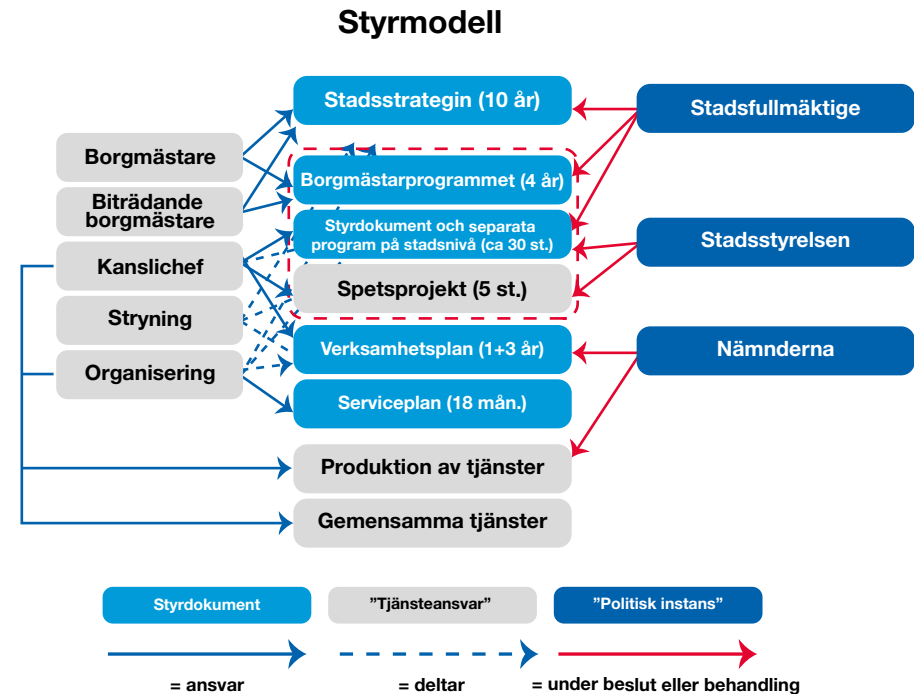 Styrmodell
Stadsstrategin (10 år)
Stadsfullmäktige
Borgmästare
Borgmästarprogrammet (4 år)
Biträdande
borgmästare
Styrdokument och separata
program på stadsnivå (ca 30 st.)
Stadsstyrelsen
Kanslichef
Spetsprojekt (5 st.)
Stryning
Verksamhetsplan (1+3 år)
Nämnderna
Organisering
Serviceplan (18 mån.)
Produktion av tjänster
Gemensamma tjänster
Styrdokument
”Tjänsteansvar”
”Politisk instans”
= ansvar
= deltar
= under beslut eller behandling